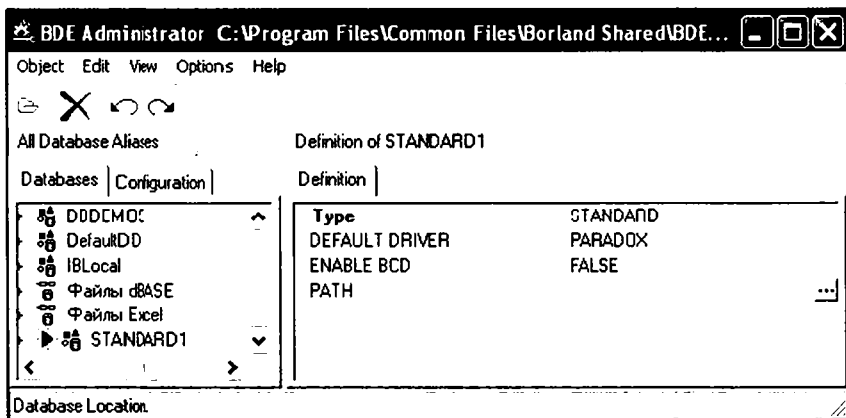 BDE Administrator C:\Program Files\Common Files\Borland Shared\BDE...
Object Edit View Options Help
All Database Aliases
Definition of STANDARD1
Databases
Configuration
Definition
DBDEMOS
DefaultDD
IBLocal
Файлы dBASE
Файлы Excel
STANDARD1
Type STANDARD
DEFAULT DRIVER PARADOX
ENABLE BCD FALSE
PATH
...
Database Location.